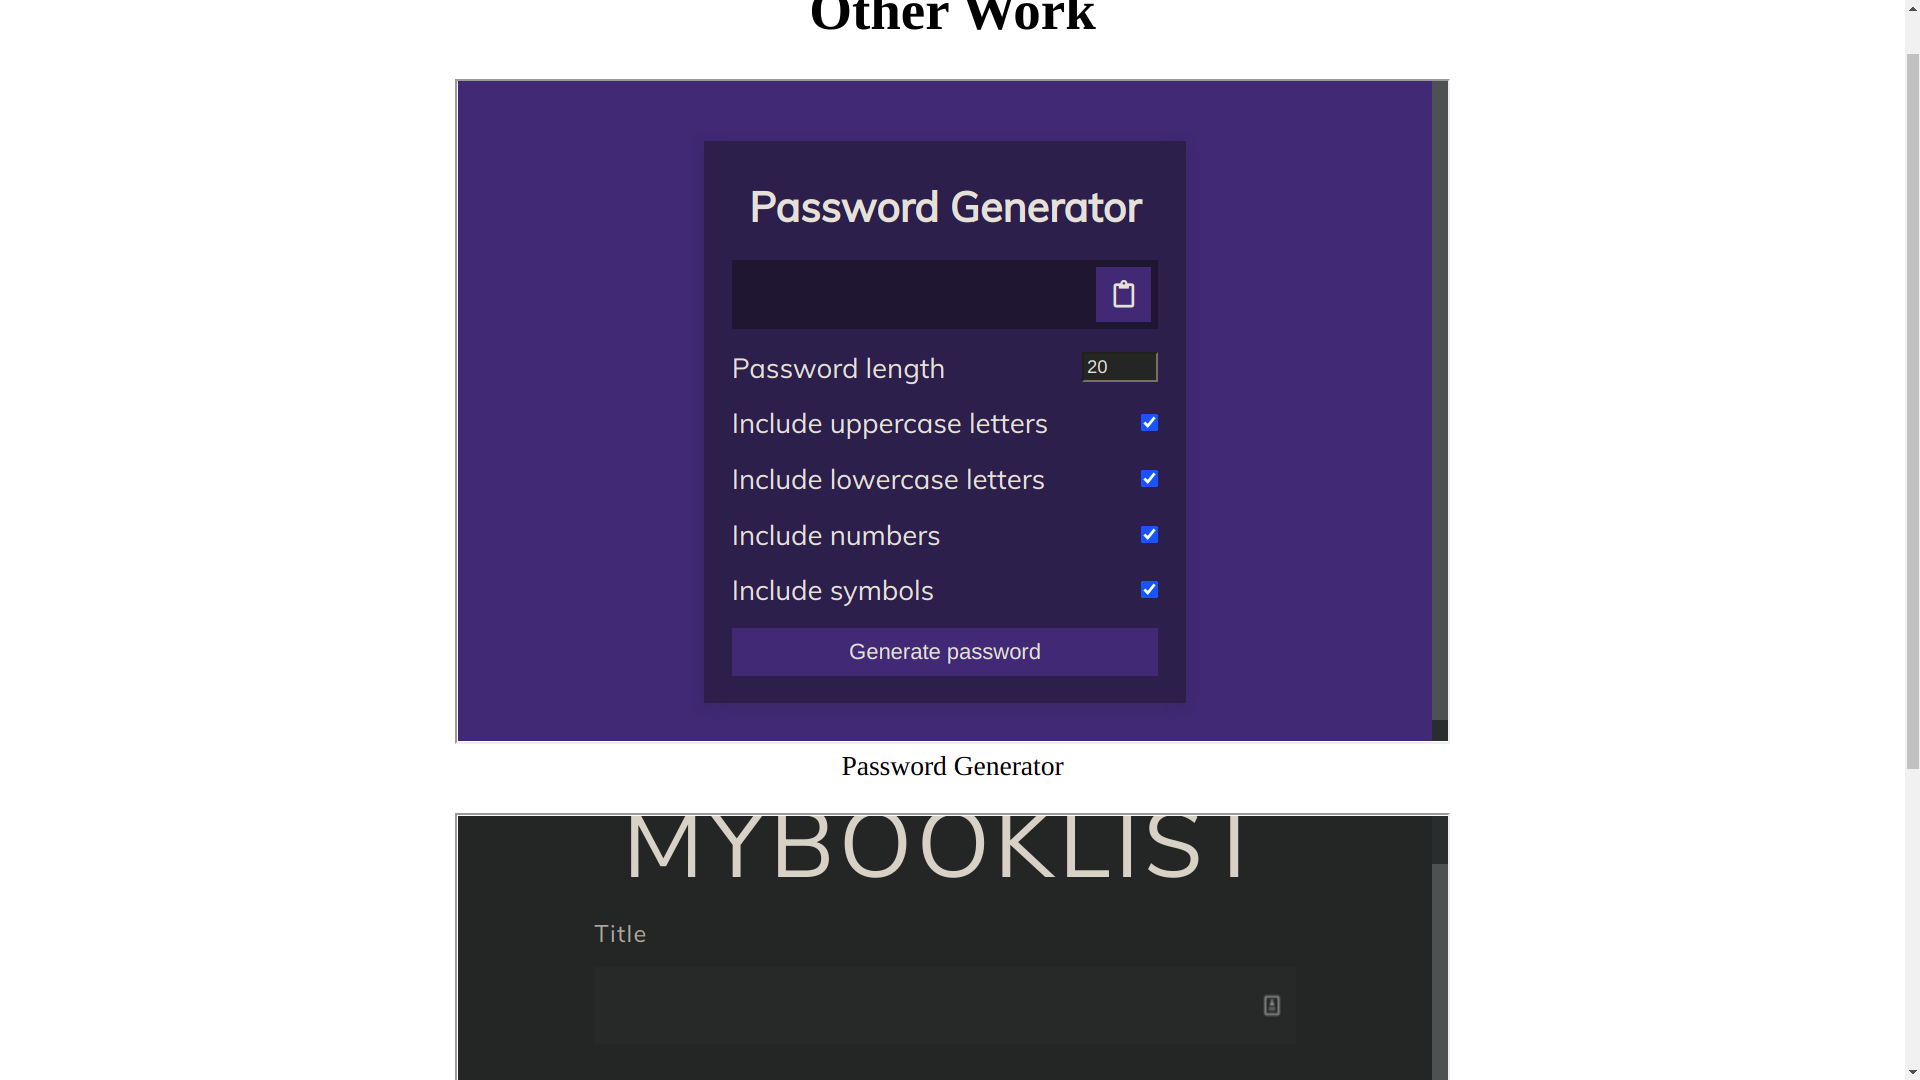 Other Work
Password Generator
Password length
20
Include uppercase letters
Include lowercase letters
Include numbers
Include symbols
Generate password
Password Generator
MYBOOKLIST
Title